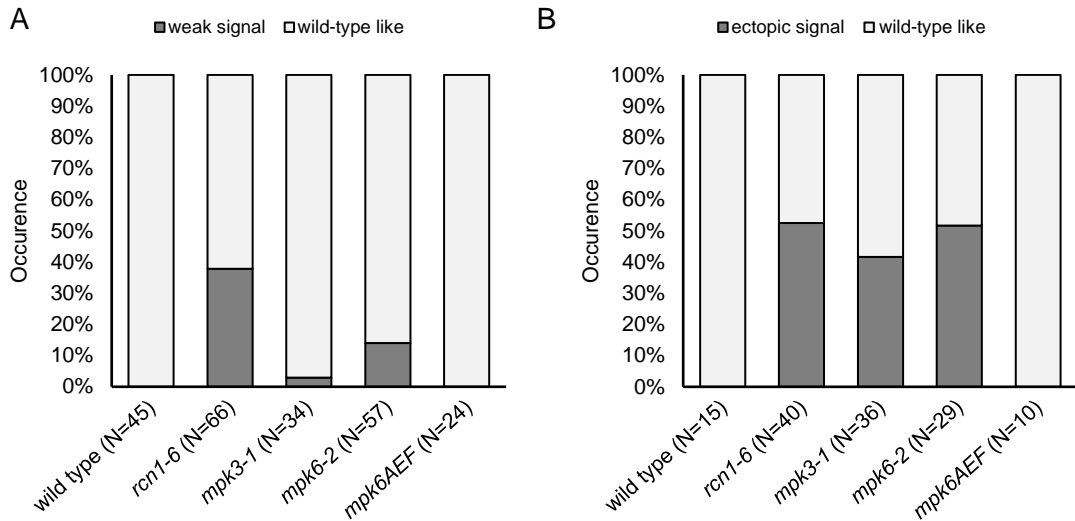 A
weak signal wild-type like
100%
90%
80%
70%
60%
50%
40%
30%
20%
10%
0%
Occurence
wild type (N=45)
rcn1-6 (N=66)
mpk3-1 (N=34)
mpk6-2 (N=57)
mpk6AEF (N=24)
B
ectopic signal wild-type like
100%
90%
80%
70%
60%
50%
40%
30%
20%
10%
0%
Occurence
wild type (N=15)
rcn1-6 (N=40)
mpk3-1 (N=36)
mpk6-2 (N=29)
mpk6AEF (N=10)